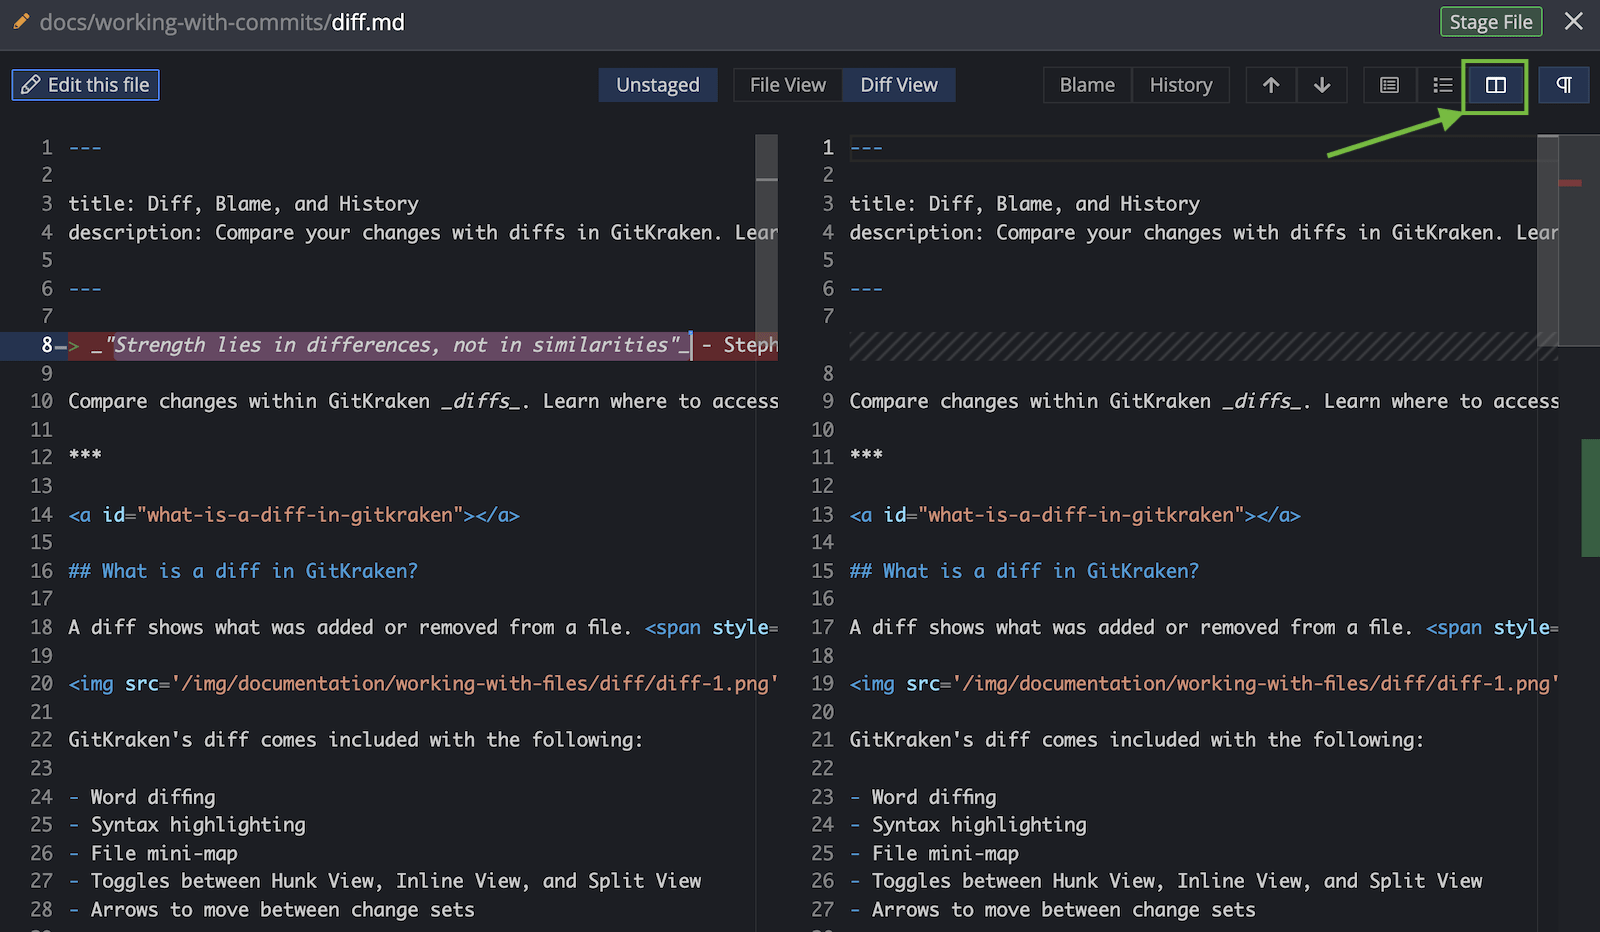 docs/working-with-commits/diff.md
Stage File
Edit this file
Unstaged
File View
Diff View
Blame
History
¶
1 ---
2
3 title: Diff, Blame, and History
4 description: Compare your changes with diffs in GitKraken. Lear
5
6 ---
7
8 > _"Strength lies in differences, not in similarities"_ - Steph
9
10 Compare changes within GitKraken _diffs_. Learn where to access
11
12 ***
13
14 <a id="what-is-a-diff-in-gitkraken"></a>
15
16 ## What is a diff in GitKraken?
17
18 A diff shows what was added or removed from a file. <span style=
19
20 <img src='/img/documentation/working-with-files/diff/diff-1.png'
21
22 GitKraken's diff comes included with the following:
23
24 - Word diffing
25 - Syntax highlighting
26 - File mini-map
27 - Toggles between Hunk View, Inline View, and Split View
28 - Arrows to move between change sets
1 ---
2
3 title: Diff, Blame, and History
4 description: Compare your changes with diffs in GitKraken. Lear
5
6 ---
7
8
9 Compare changes within GitKraken _diffs_. Learn where to access
10
11 ***
12
13 <a id="what-is-a-diff-in-gitkraken"></a>
14
15 ## What is a diff in GitKraken?
16
17 A diff shows what was added or removed from a file. <span style=
18
19 <img src='/img/documentation/working-with-files/diff/diff-1.png'
20
21 GitKraken's diff comes included with the following:
22
23 - Word diffing
24 - Syntax highlighting
25 - File mini-map
26 - Toggles between Hunk View, Inline View, and Split View
27 - Arrows to move between change sets